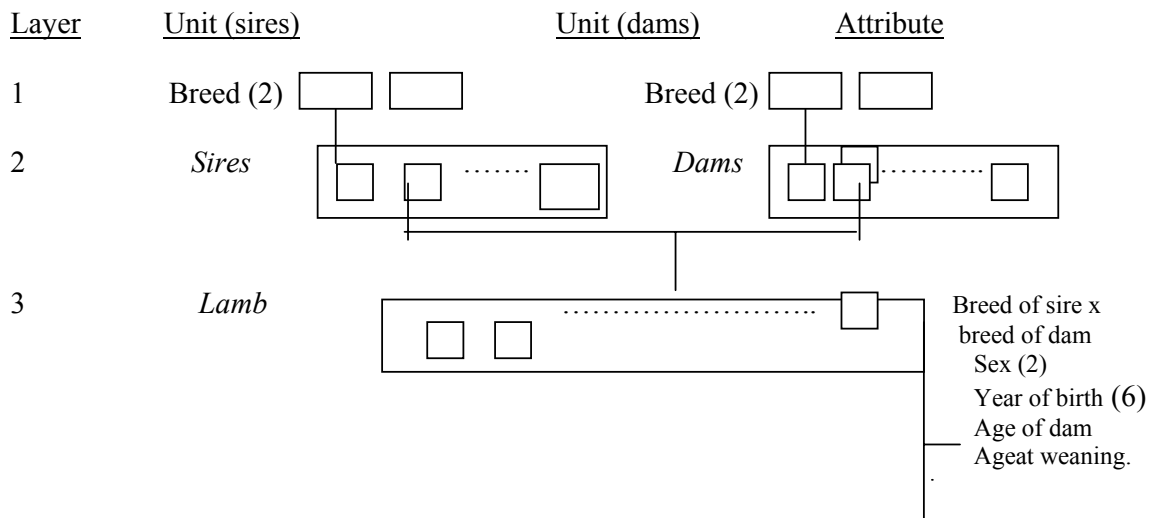 Layer Unit (sires) Unit (dams) Attribute
1 Breed (2) Breed (2)
2 Sires ……. Dams ………..
3 Lamb ……………………..
Breed of sire x
breed of dam
Sex (2)
Year of birth (6)
Age of dam
Ageat weaning.
.